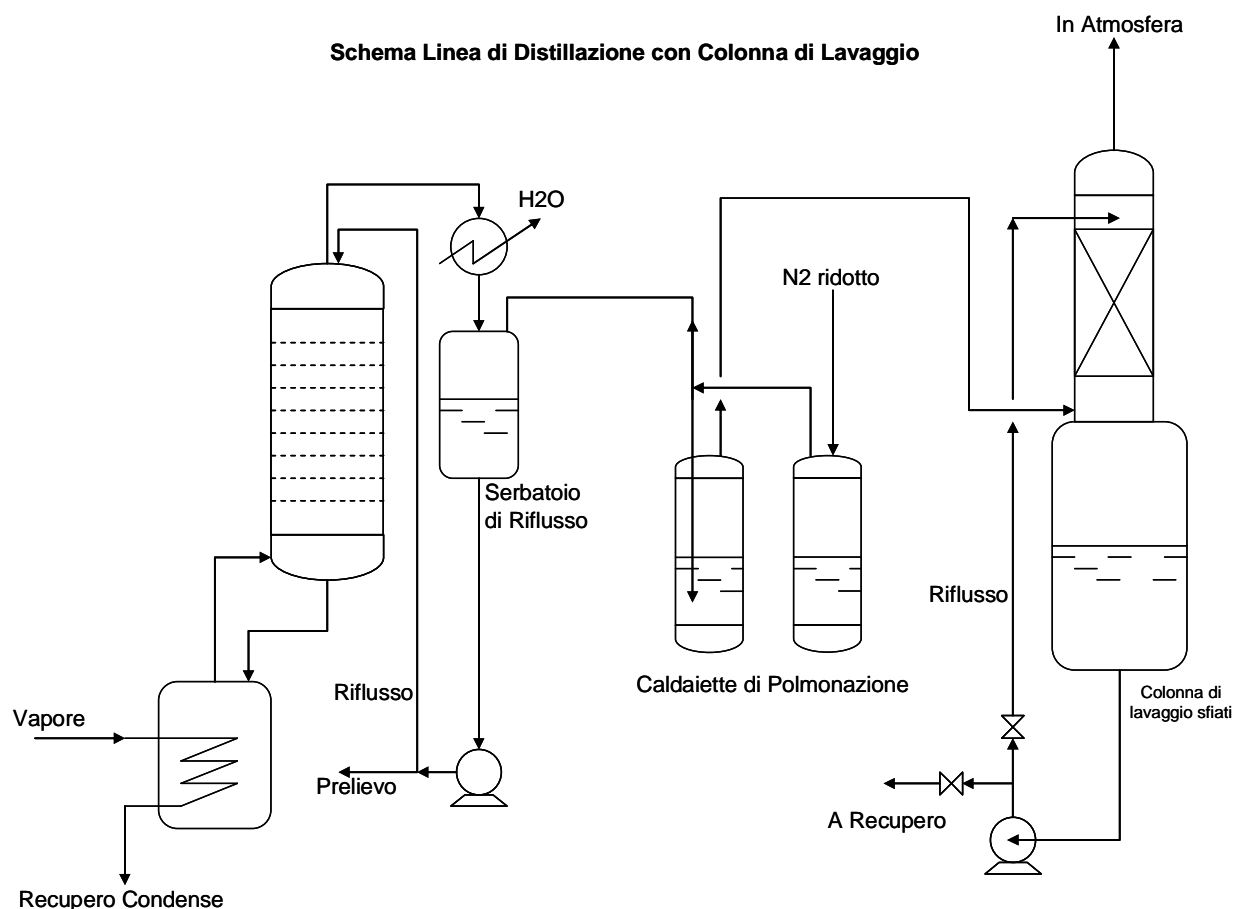 In Atmosfera
Schema Linea di Distillazione con Colonna di Lavaggio
H2O
N2 ridotto
Serbatoio
di Riflusso
Riflusso
Caldaiette di Polmonazione
Riflusso
Colonna di
lavaggio sfiati
Vapore
Prelievo
A Recupero
Recupero Condense